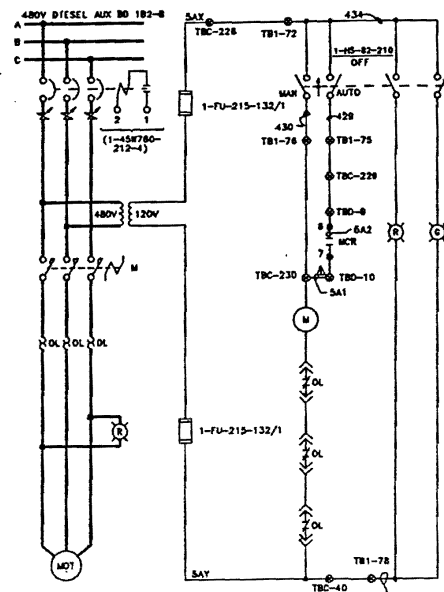 480V DIESEL AUX BD 1B2-B
A
B
C
2
1
(1-45W760-
212-4)
480V
120V
M
OL
OL
OL
R
MOT
5AX
TBC-228
TB1-72
434
1-FU-215-132/1
1-HS-82-210
OFF
MAN
AUTO
430
429
TB1-76
TB1-75
TBC-229
TBD-9
8
5A2
MCR
7
TBC-230
TBD-10
5A1
M
R
G
OL
OL
OL
1-FU-215-132/1
5AY
TB1-78
TBC-40